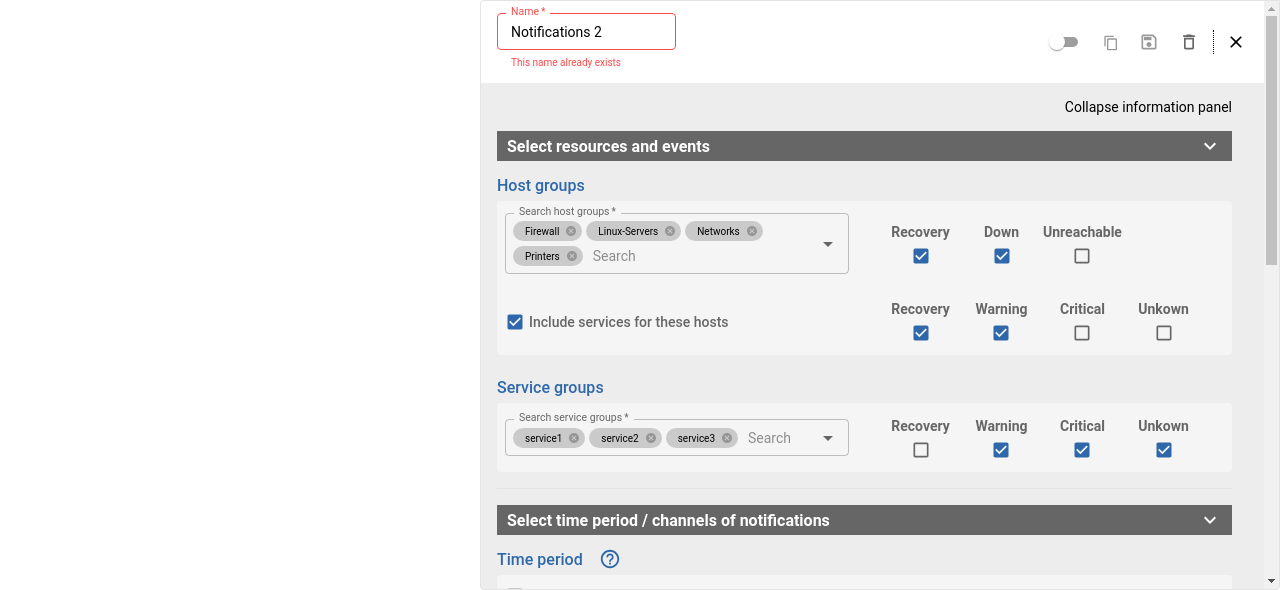 Name *
Notifications 2
This name already exists
Collapse information panel
Select resources and events
Host groups
Search host groups *
Firewall Linux-Servers Networks
Printers Search
Recovery Down Unreachable
Include services for these hosts
Recovery Warning Critical Unkown
Service groups
Search service groups *
service1 service2 service3 Search
Recovery Warning Critical Unkown
Select time period / channels of notifications
Time period